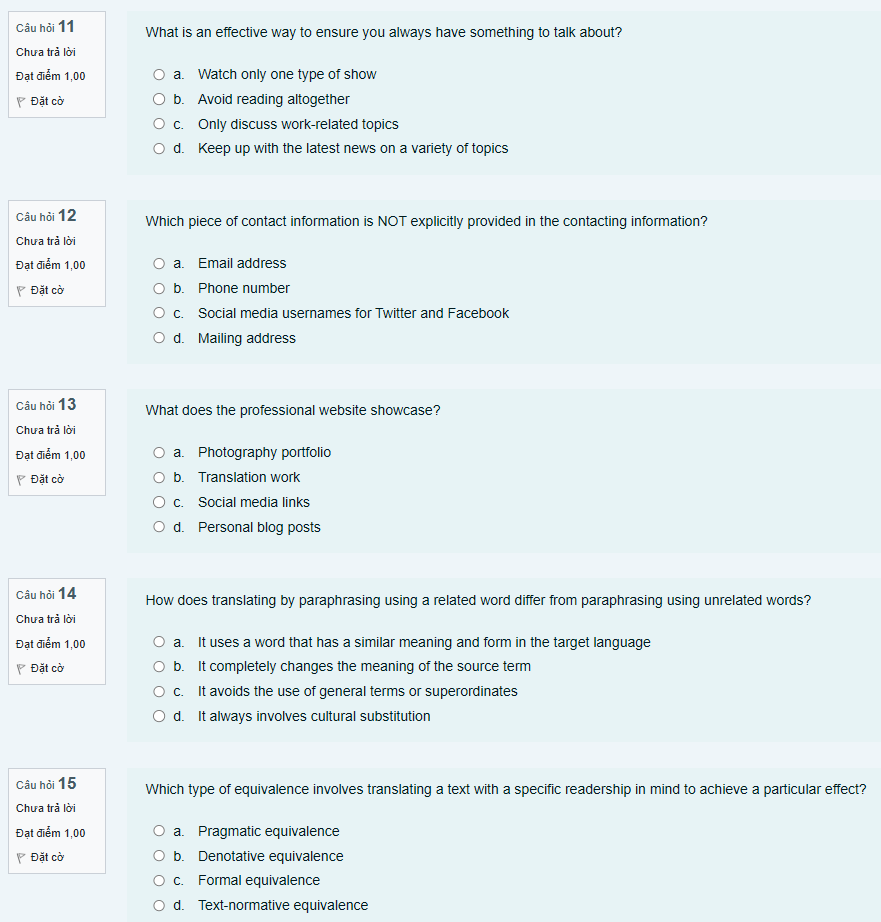 Câu hỏi 11
Chưa trả lời
Đạt điểm 1,00
Đặt cờ
What is an effective way to ensure you always have something to talk about?
a. Watch only one type of show
b. Avoid reading altogether
c. Only discuss work-related topics
d. Keep up with the latest news on a variety of topics
Câu hỏi 12
Chưa trả lời
Đạt điểm 1,00
Đặt cờ
Which piece of contact information is NOT explicitly provided in the contacting information?
a. Email address
b. Phone number
c. Social media usernames for Twitter and Facebook
d. Mailing address
Câu hỏi 13
Chưa trả lời
Đạt điểm 1,00
Đặt cờ
What does the professional website showcase?
a. Photography portfolio
b. Translation work
c. Social media links
d. Personal blog posts
Câu hỏi 14
Chưa trả lời
Đạt điểm 1,00
Đặt cờ
How does translating by paraphrasing using a related word differ from paraphrasing using unrelated words?
a. It uses a word that has a similar meaning and form in the target language
b. It completely changes the meaning of the source term
c. It avoids the use of general terms or superordinates
d. It always involves cultural substitution
Câu hỏi 15
Chưa trả lời
Đạt điểm 1,00
Đặt cờ
Which type of equivalence involves translating a text with a specific readership in mind to achieve a particular effect?
a. Pragmatic equivalence
b. Denotative equivalence
c. Formal equivalence
d. Text-normative equivalence